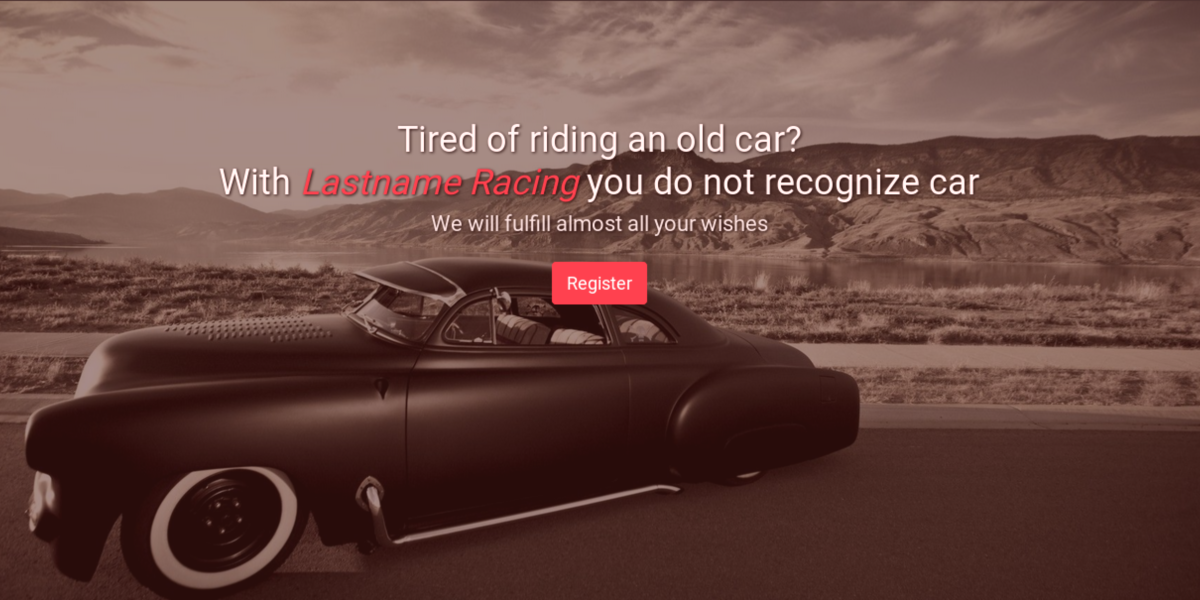 Tired of riding an old car?
With Lastname Racing you do not recognize car
We will fulfill almost all your wishes
Register